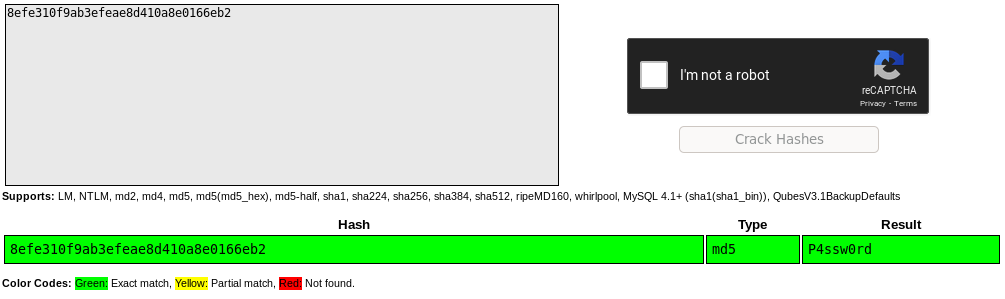 8efe310f9ab3efeae8d410a8e0166eb2
I'm not a robot
reCAPTCHA
Privacy - Terms
Crack Hashes
Supports: LM, NTLM, md2, md4, md5, md5(md5_hex), md5-half, sha1, sha224, sha256, sha384, sha512, ripeMD160, whirlpool, MySQL 4.1+ (sha1(sha1_bin)), QubesV3.1BackupDefaults
Hash Type Result
8efe310f9ab3efeae8d410a8e0166eb2 md5 P4ssw0rd
Color Codes: Green: Exact match, Yellow: Partial match, Red: Not found.